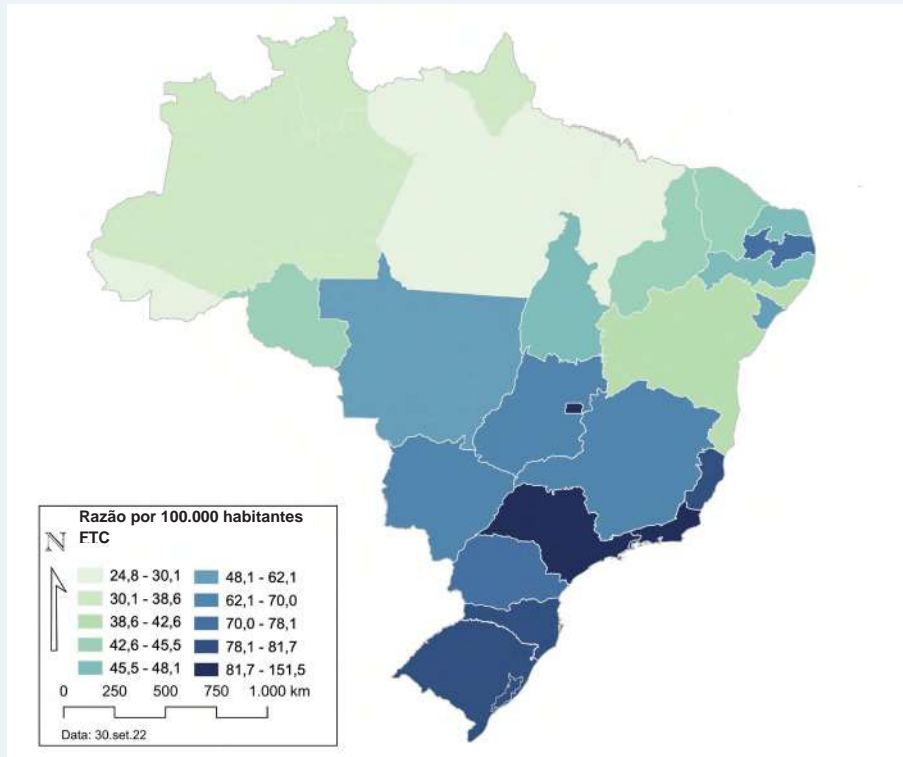 Razão por 100.000 habitantes
FTC
N
24,8 - 30,1
30,1 - 38,6
38,6 - 42,6
42,6 - 45,5
45,5 - 48,1
48,1 - 62,1
62,1 - 70,0
70,0 - 78,1
78,1 - 81,7
81,7 - 151,5
0 250 500 750 1.000 km
Data: 30.set.22